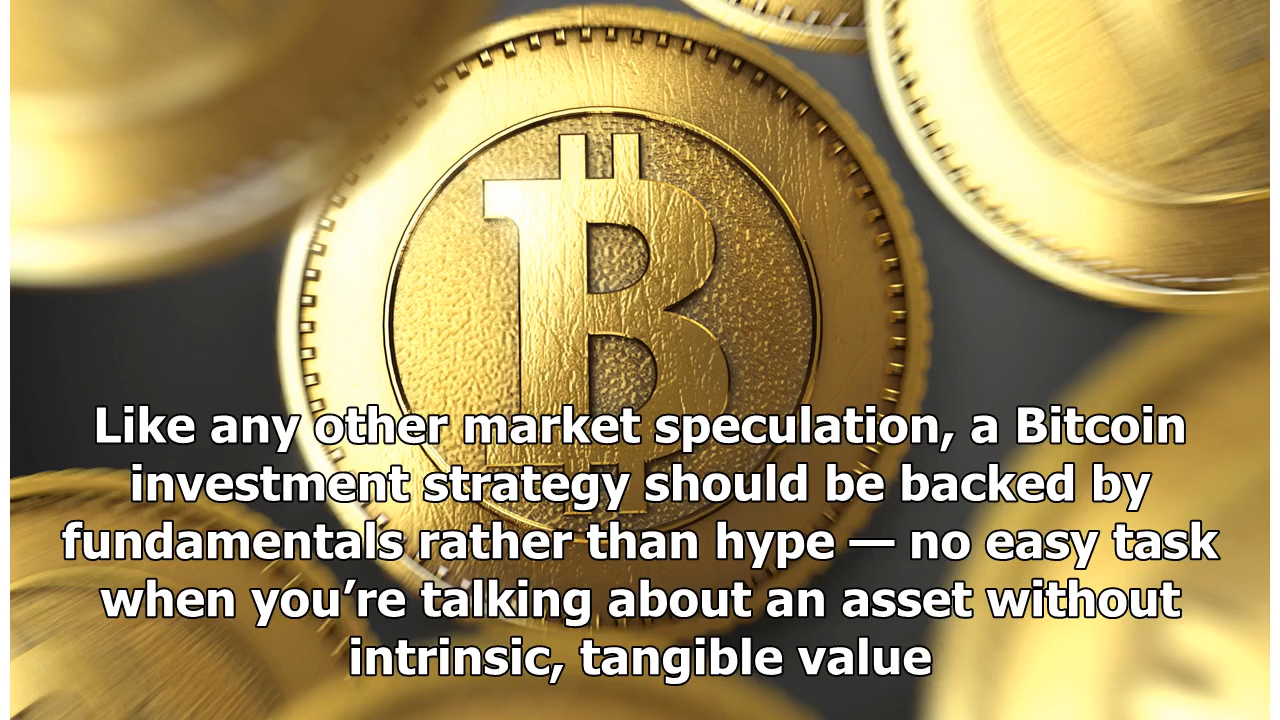 Like any other market speculation, a Bitcoin
investment strategy should be backed by
fundamentals rather than hype — no easy task
when you’re talking about an asset without
intrinsic, tangible value